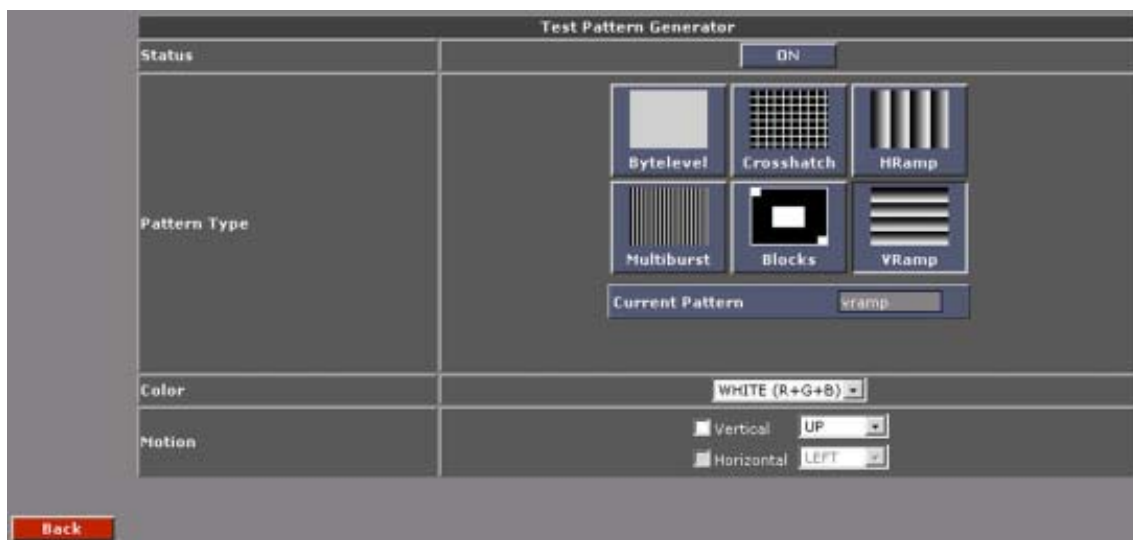 Test Pattern Generator
Status
ON
Pattern Type
Bytelevel
Crosshatch
HRamp
Multiburst
Blocks
VRamp
Current Pattern
vramp
Color
WHITE (R+G+B)
Motion
Vertical
UP
Horizontal
LEFT
Back